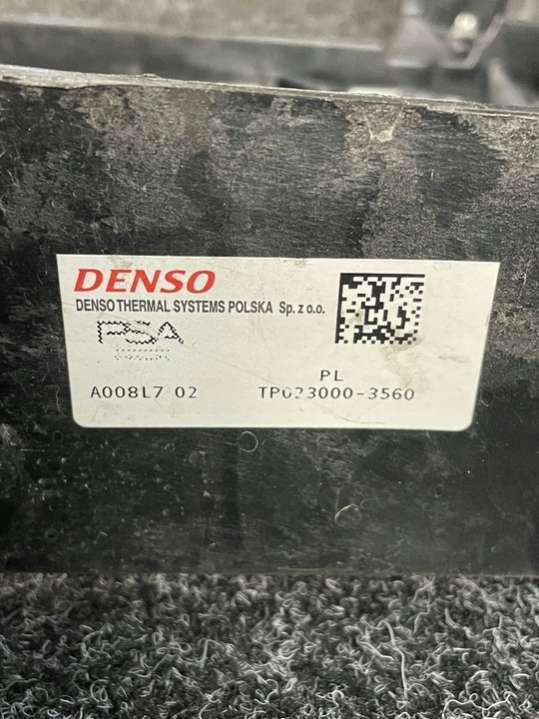 DENSO
DENSO THERMAL SYSTEMS POLSKA Sp. z o.o.
PSA
PL
A008L7 02 TP023000-3560